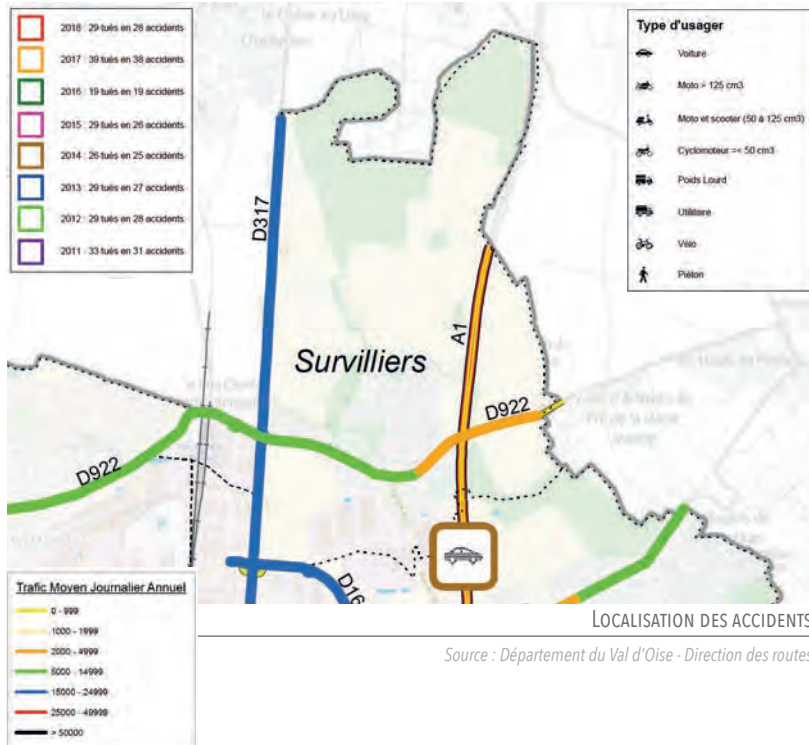 2018 : 29 tués en 28 accidents
2017 : 39 tués en 38 accidents
2016 : 19 tués en 19 accidents
2015 : 29 tués en 26 accidents
2014 : 26 tués en 25 accidents
2013 : 29 tués en 27 accidents
2012 : 29 tués en 28 accidents
2011 : 33 tués en 31 accidents
Type d'usager
Voiture
Moto > 125 cm3
Moto et scooter (50 à 125 cm3)
Cyclomoteur =< 50 cm3
Poids Lourd
Utilitaire
Vélo
Piéton
D317
A1
Survilliers
D922
D922
D16
Trafic Moyen Journalier Annuel
0 - 999
1000 - 1999
2000 - 4999
5000 - 14999
15000 - 24999
25000 - 49999
> 50000
LOCALISATION DES ACCIDENTS
Source : Département du Val d'Oise - Direction des routes